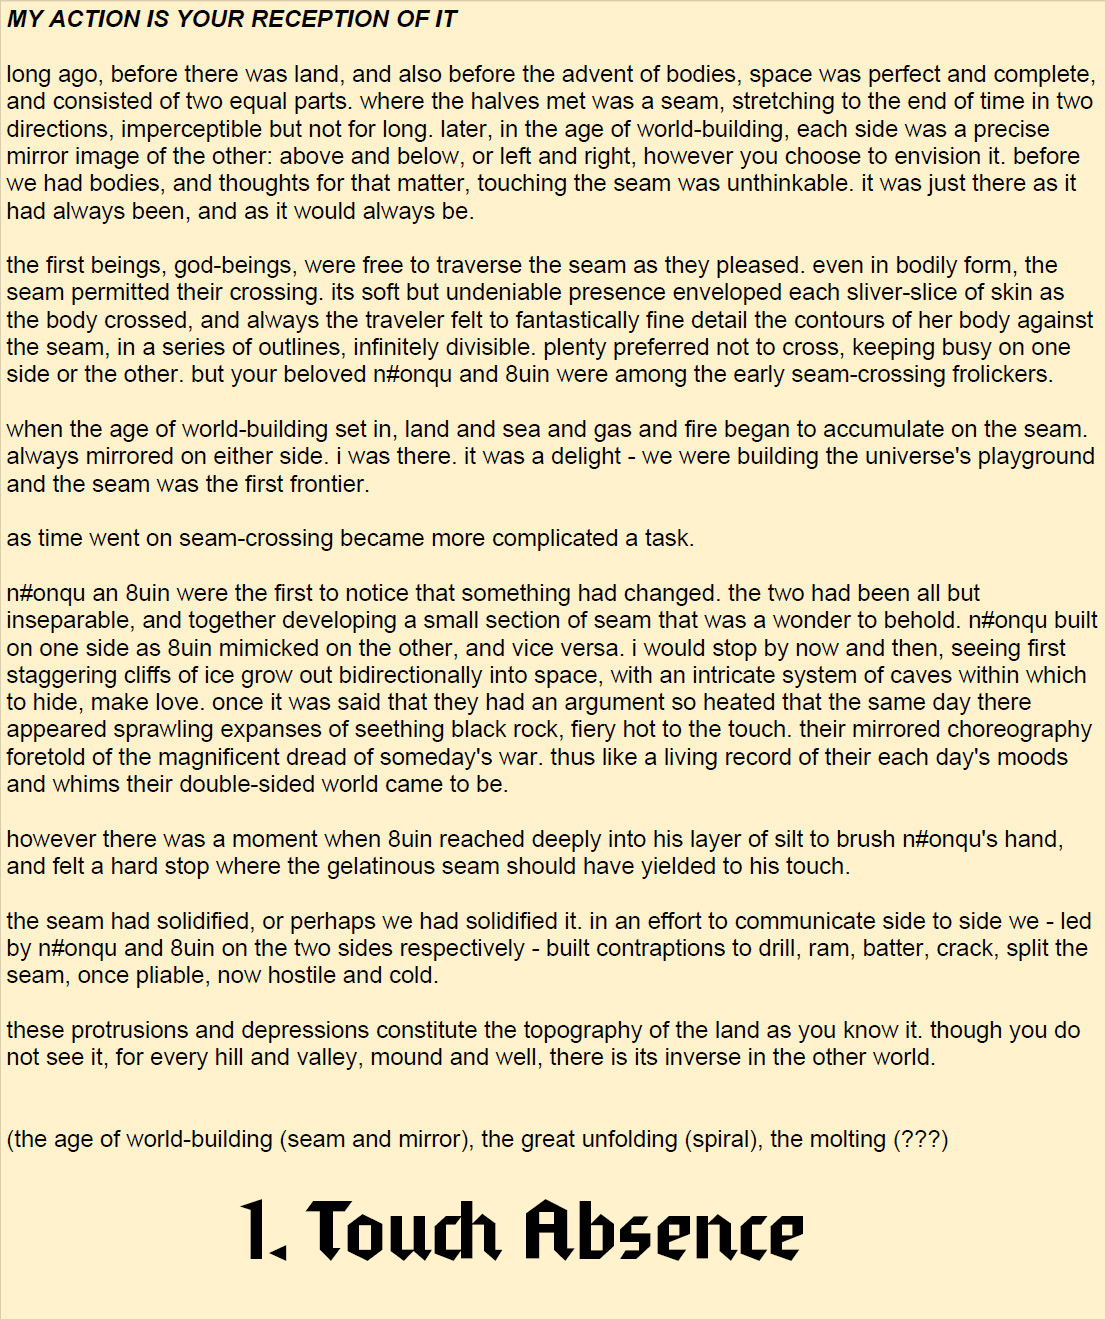 MY ACTION IS YOUR RECEPTION OF IT
long ago, before there was land, and also before the advent of bodies, space was perfect and complete,
and consisted of two equal parts. where the halves met was a seam, stretching to the end of time in two
directions, imperceptible but not for long. later, in the age of world-building, each side was a precise
mirror image of the other: above and below, or left and right, however you choose to envision it. before
we had bodies, and thoughts for that matter, touching the seam was unthinkable. it was just there as it
had always been, and as it would always be.
the first beings, god-beings, were free to traverse the seam as they pleased. even in bodily form, the
seam permitted their crossing. its soft but undeniable presence enveloped each sliver-slice of skin as
the body crossed, and always the traveler felt to fantastically fine detail the contours of her body against
the seam, in a series of outlines, infinitely divisible. plenty preferred not to cross, keeping busy on one
side or the other. but your beloved n#onqu and 8uin were among the early seam-crossing frolickers.
when the age of world-building set in, land and sea and gas and fire began to accumulate on the seam.
always mirrored on either side. i was there. it was a delight - we were building the universe's playground
and the seam was the first frontier.
as time went on seam-crossing became more complicated a task.
n#onqu an 8uin were the first to notice that something had changed. the two had been all but
inseparable, and together developing a small section of seam that was a wonder to behold. n#onqu built
on one side as 8uin mimicked on the other, and vice versa. i would stop by now and then, seeing first
staggering cliffs of ice grow out bidirectionally into space, with an intricate system of caves within which
to hide, make love. once it was said that they had an argument so heated that the same day there
appeared sprawling expanses of seething black rock, fiery hot to the touch. their mirrored choreography
foretold of the magnificent dread of someday's war. thus like a living record of their each day's moods
and whims their double-sided world came to be.
however there was a moment when 8uin reached deeply into his layer of silt to brush n#onqu's hand,
and felt a hard stop where the gelatinous seam should have yielded to his touch.
the seam had solidified, or perhaps we had solidified it. in an effort to communicate side to side we - led
by n#onqu and 8uin on the two sides respectively - built contraptions to drill, ram, batter, crack, split the
seam, once pliable, now hostile and cold.
these protrusions and depressions constitute the topography of the land as you know it. though you do
not see it, for every hill and valley, mound and well, there is its inverse in the other world.
(the age of world-building (seam and mirror), the great unfolding (spiral), the molting (???)
1. Touch Absence